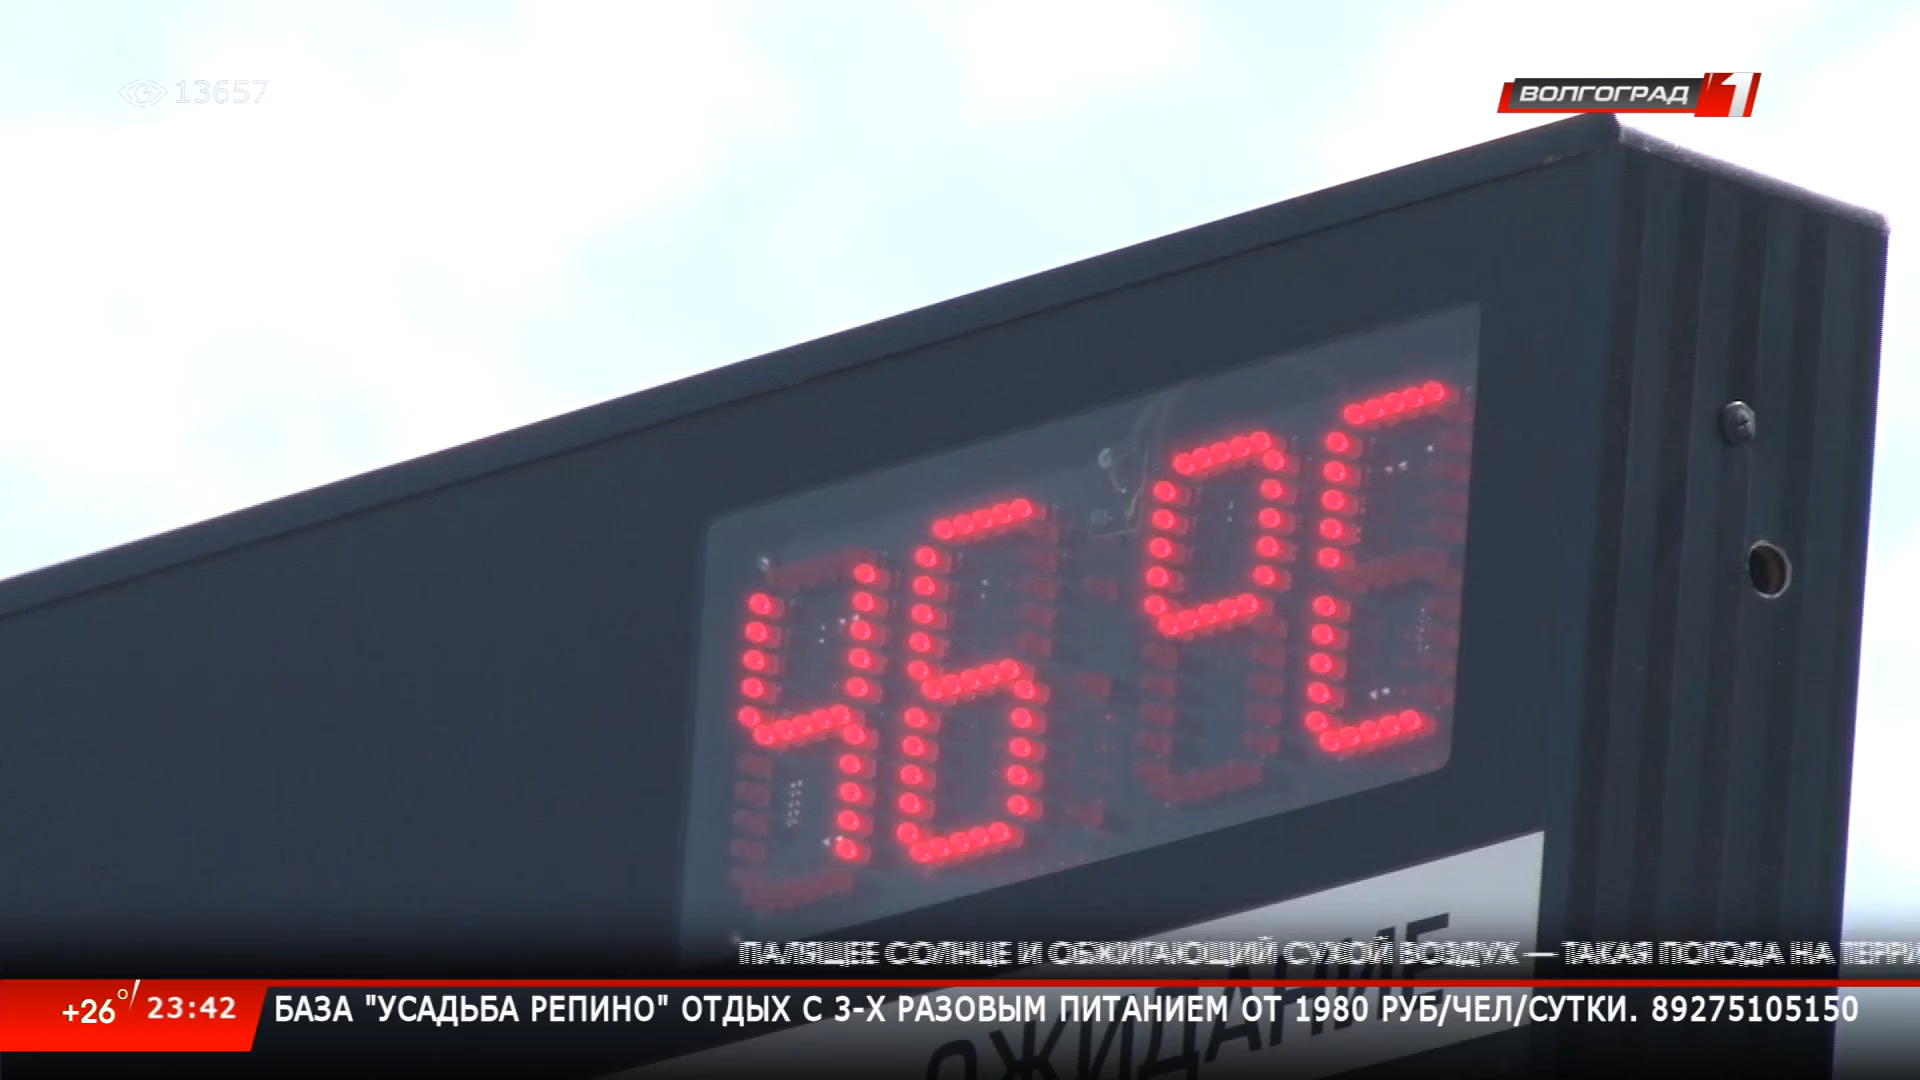 13657
ВОЛГОГРАД 1
46 °C
ОЖИДАНИЕ
ПАЛЯЩЕЕ СОЛНЦЕ И ОБЖИГАЮЩИЙ СУХОЙ ВОЗДУХ — ТАКАЯ ПОГОДА НА
+26° 23:42 БАЗА "УСАДЬБА РЕПИНО" ОТДЫХ С 3-Х РАЗОВЫМ ПИТАНИЕМ ОТ 1980 РУБ/ЧЕЛ/СУТКИ. 89275105150